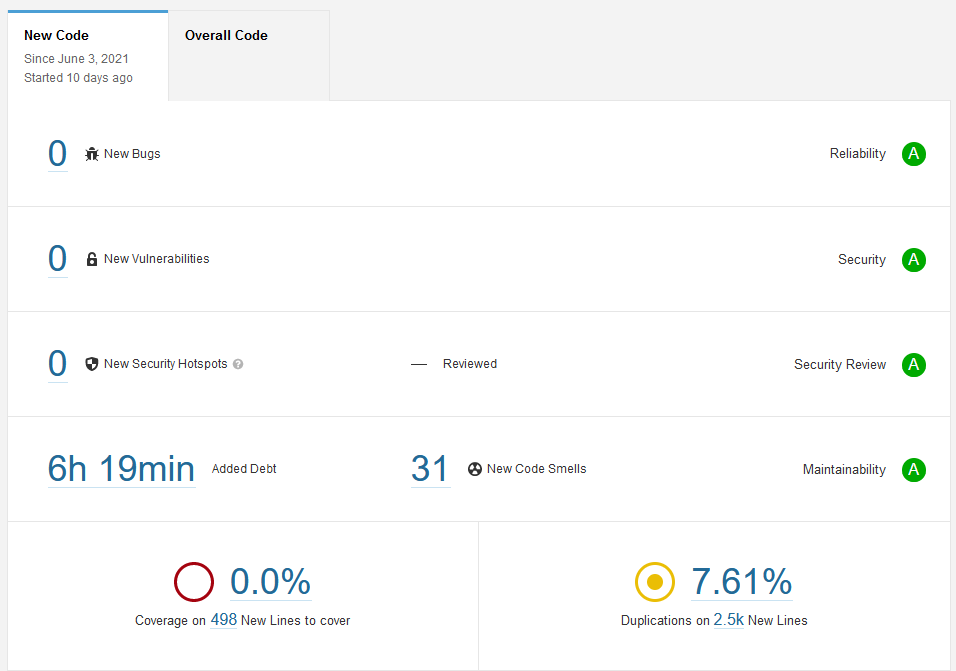 New Code
Since June 3, 2021
Started 10 days ago
Overall Code
0 New Bugs Reliability A
0 New Vulnerabilities Security A
0 New Security Hotspots ? — Reviewed Security Review A
6h 19min Added Debt 31 New Code Smells Maintainability A
0.0%
Coverage on 498 New Lines to cover
7.61%
Duplications on 2.5k New Lines